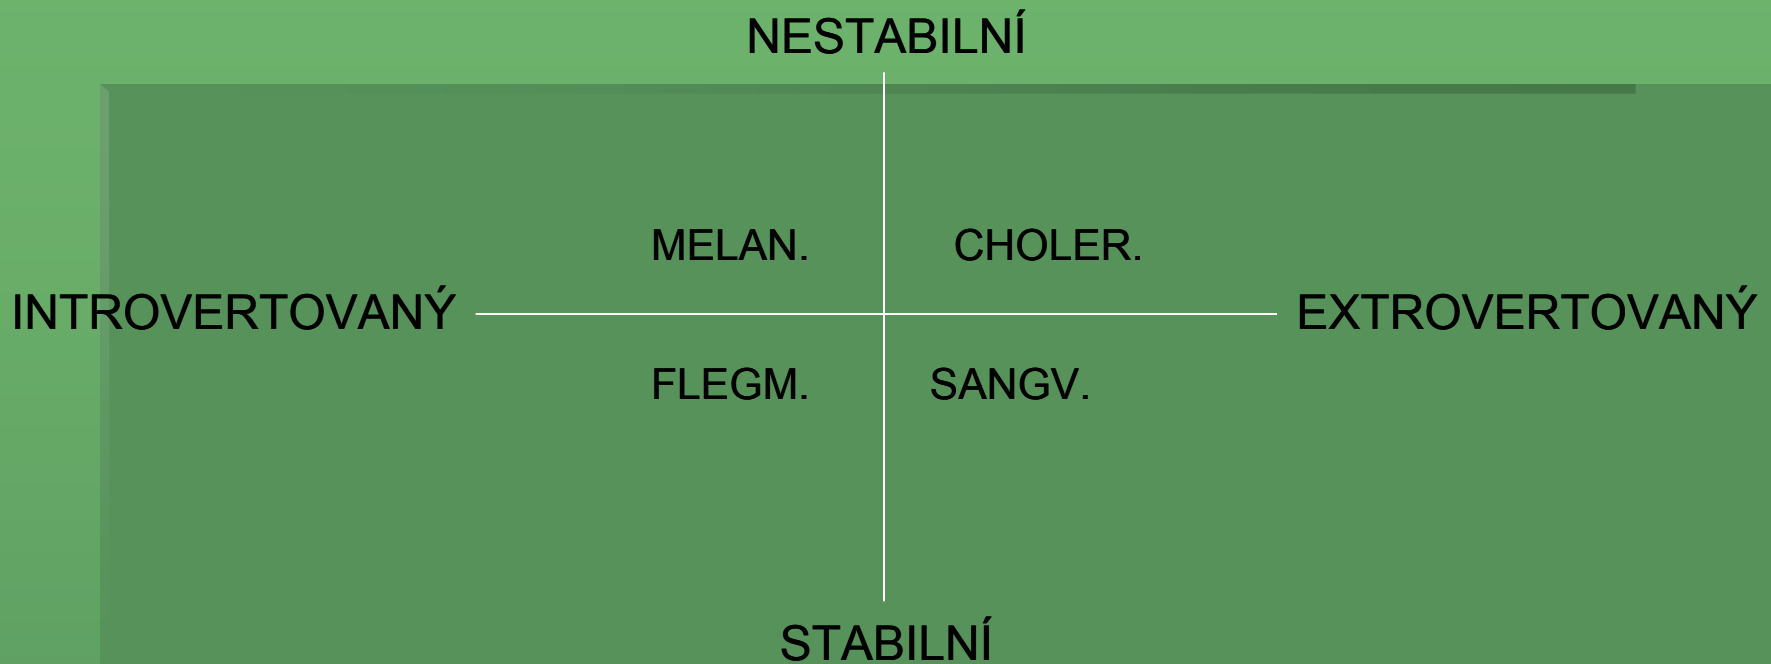 NESTABILNÍ
MELAN. CHOLER.
INTROVERTOVANÝ EXTROVERTOVANÝ
FLEGM. SANGV.
STABILNÍ